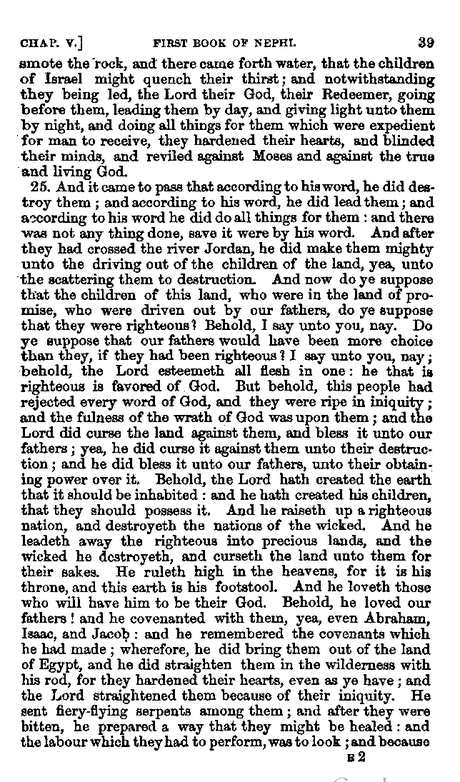 CHAP. V.] FIRST BOOK OF NEPHI. 39
smote the rock, and there came forth water, that the children
of Israel might quench their thirst; and notwithstanding
they being led, the Lord their God, their Redeemer, going
before them, leading them by day, and giving light unto them
by night, and doing all things for them which were expedient
for man to receive, they hardened their hearts, and blinded
their minds, and reviled against Moses and against the true
and living God.
25. And it came to pass that according to his word, he did des-
troy them; and according to his word, he did lead them; and
according to his word he did do all things for them: and there
was not any thing done, save it were by his word. And after
they had crossed the river Jordan, he did make them mighty
unto the driving out of the children of the land, yea, unto
the scattering them to destruction. And now do ye suppose
that the children of this land, who were in the land of pro-
mise, who were driven out by our fathers, do ye suppose
that they were righteous? Behold, I say unto you, nay. Do
ye suppose that our fathers would have been more choice
than they, if they had been righteous? I say unto you, nay;
behold, the Lord esteemeth all flesh in one: he that is
righteous is favored of God. But behold, this people had
rejected every word of God, and they were ripe in iniquity;
and the fulness of the wrath of God was upon them; and the
Lord did curse the land against them, and bless it unto our
fathers; yea, he did curse it against them unto their destruc-
tion; and he did bless it unto our fathers, unto their obtain-
ing power over it. Behold, the Lord hath created the earth
that it should be inhabited: and he hath created his children,
that they should possess it. And he raiseth up a righteous
nation, and destroyeth the nations of the wicked. And he
leadeth away the righteous into precious lands, and the
wicked he destroyeth, and curseth the land unto them for
their sakes. He ruleth high in the heavens, for it is his
throne, and this earth is his footstool. And he loveth those
who will have him to be their God. Behold, he loved our
fathers! and he covenanted with them, yea, even Abraham,
Isaac, and Jacob: and he remembered the covenants which
he had made; wherefore, he did bring them out of the land
of Egypt, and he did straighten them in the wilderness with
his rod, for they hardened their hearts, even as ye have; and
the Lord straightened them because of their iniquity. He
sent fiery-flying serpents among them; and after they were
bitten, he prepared a way that they might be healed: and
the labour which they had to perform, was to look; and because
B 2